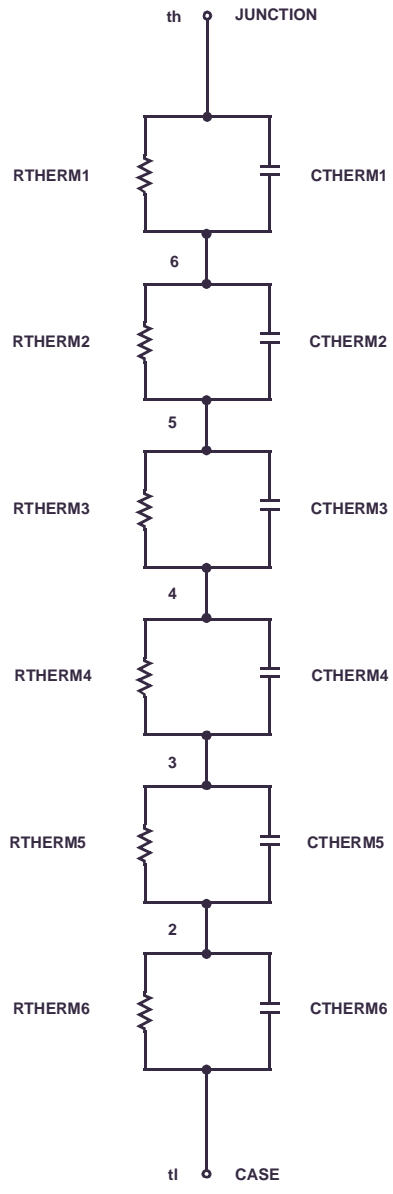 th JUNCTION
RTHERM1 CTHERM1
6
RTHERM2 CTHERM2
5
RTHERM3 CTHERM3
4
RTHERM4 CTHERM4
3
RTHERM5 CTHERM5
2
RTHERM6 CTHERM6
tl CASE